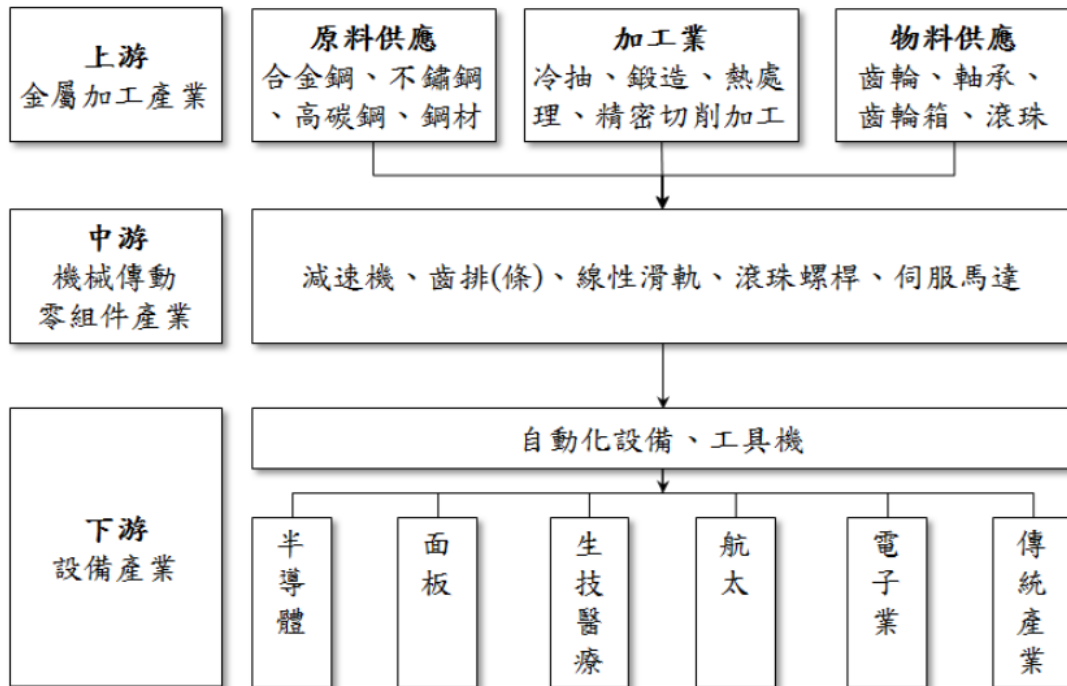 上游
金屬加工產業
原料供應
合金鋼、不鏽鋼
、高碳鋼、鋼材
加工業
冷抽、鍛造、熱處
理、精密切削加工
物料供應
齒輪、軸承、
齒輪箱、滾珠
中游
機械傳動
零組件產業
減速機、齒排(條)、線性滑軌、滾珠螺桿、伺服馬達
下游
設備產業
自動化設備、工具機
半導體
面板
生技醫療
航太
電子業
傳統產業